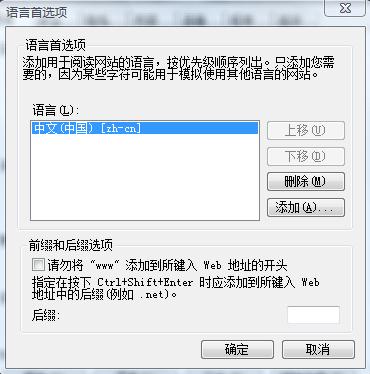 语言首选项
语言首选项
添加用于阅读网站的语言，按优先级顺序列出。只添加您需
要的，因为某些字符可能用于模拟使用其他语言的网站。
语言(L):
中文(中国) [zh-cn]
上移(U)
下移(D)
删除(M)
添加(A)...
前缀和后缀选项
请勿将 "www" 添加到所键入 Web 地址的开头
指定在按下 Ctrl+Shift+Enter 时应添加到所键入 Web
地址中的后缀(例如 .net)。
后缀:
确定
取消